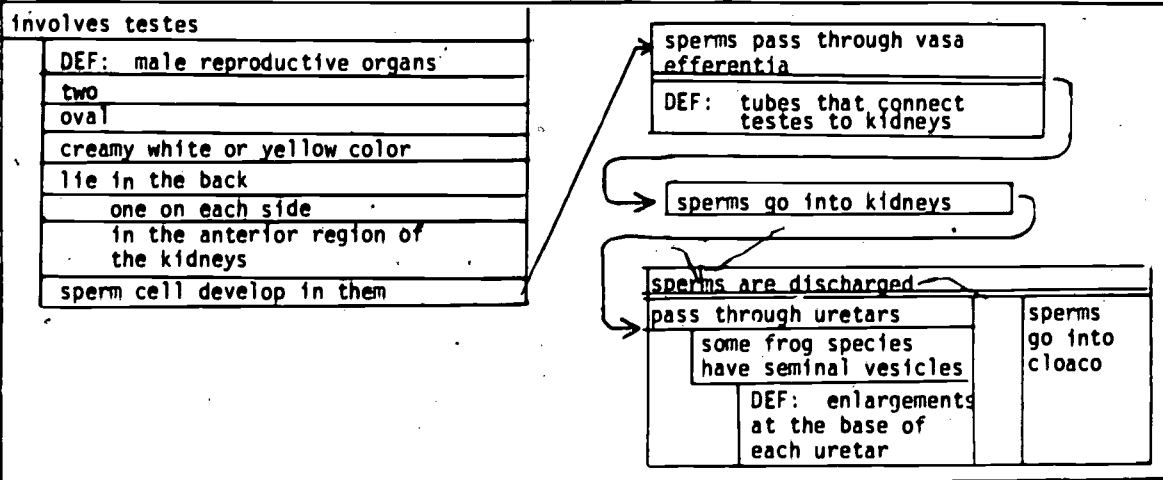 involves testes
DEF: male reproductive organs
two
oval
creamy white or yellow color
lie in the back
one on each side
in the anterior region of
the kidneys
sperm cell develop in them
sperms pass through vasa
efferentia
DEF: tubes that connect
testes to kidneys
sperms go into kidneys
sperms are discharged
pass through uretars
some frog species
have seminal vesicles
DEF: enlargements
at the base of
each uretar
sperms
go into
cloaco